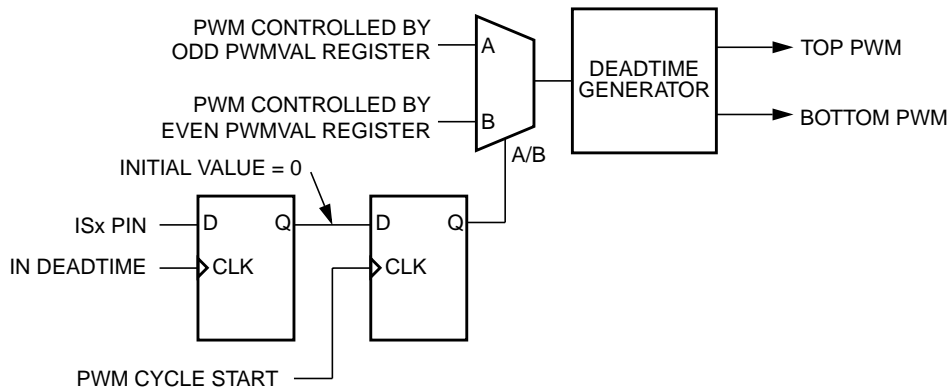 PWM CONTROLLED BY
ODD PWMVAL REGISTER
A
DEADTIME
GENERATOR
TOP PWM
BOTTOM PWM
PWM CONTROLLED BY
EVEN PWMVAL REGISTER
B
A/B
INITIAL VALUE = 0
ISx PIN
D
Q
D
Q
IN DEADTIME
CLK
CLK
PWM CYCLE START